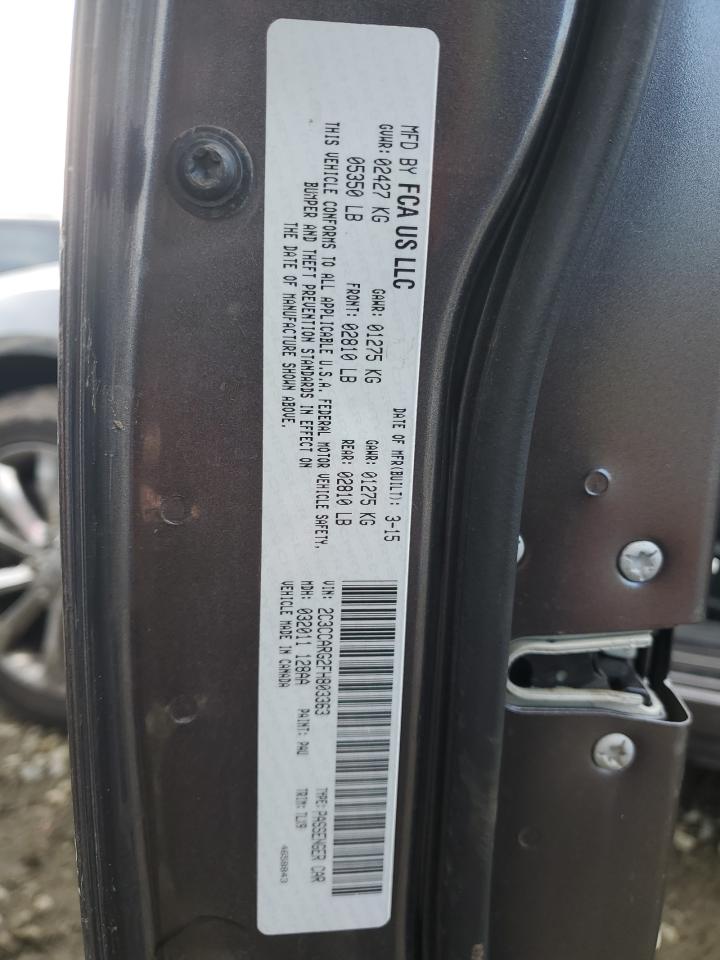 MFD BY FCA US LLC
DATE OF MFR(BUILT): 3-15
GVWR: 02427 KG GAWR: 01275 KG GAWR: 01275 KG
05350 LB FRONT: 02810 LB REAR: 02810 LB
THIS VEHICLE CONFORMS TO ALL APPLICABLE U.S.A. FEDERAL MOTOR VEHICLE SAFETY,
BUMPER AND THEFT PREVENTION STANDARDS IN EFFECT ON
THE DATE OF MANUFACTURE SHOWN ABOVE.
VIN: 2C3CCARG2FH803363 TYPE: PASSENGER CAR
MDH: 032011 128AA PAINT: PAU TRIM: TLX9
VEHICLE MADE IN CANADA 46580843